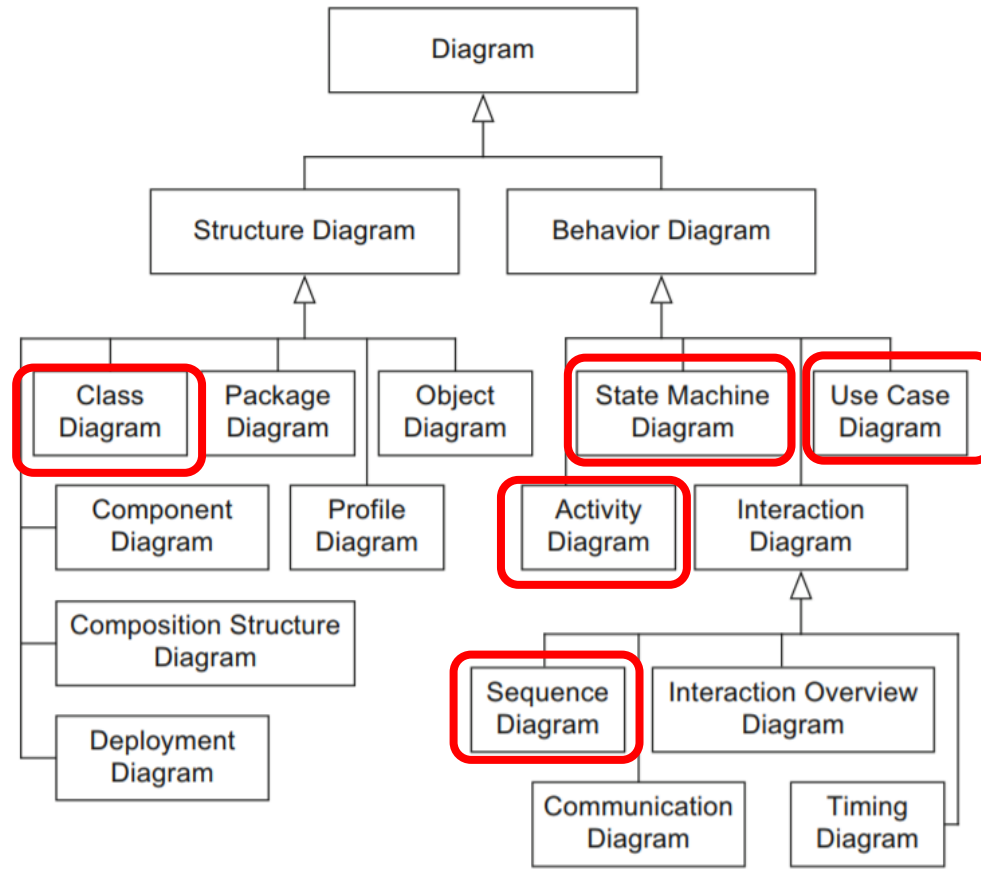 Diagram
Structure Diagram
Behavior Diagram
Class
Diagram
Package
Diagram
Object
Diagram
State Machine
Diagram
Use Case
Diagram
Component
Diagram
Profile
Diagram
Activity
Diagram
Interaction
Diagram
Composition Structure
Diagram
Sequence
Diagram
Interaction Overview
Diagram
Deployment
Diagram
Communication
Diagram
Timing
Diagram